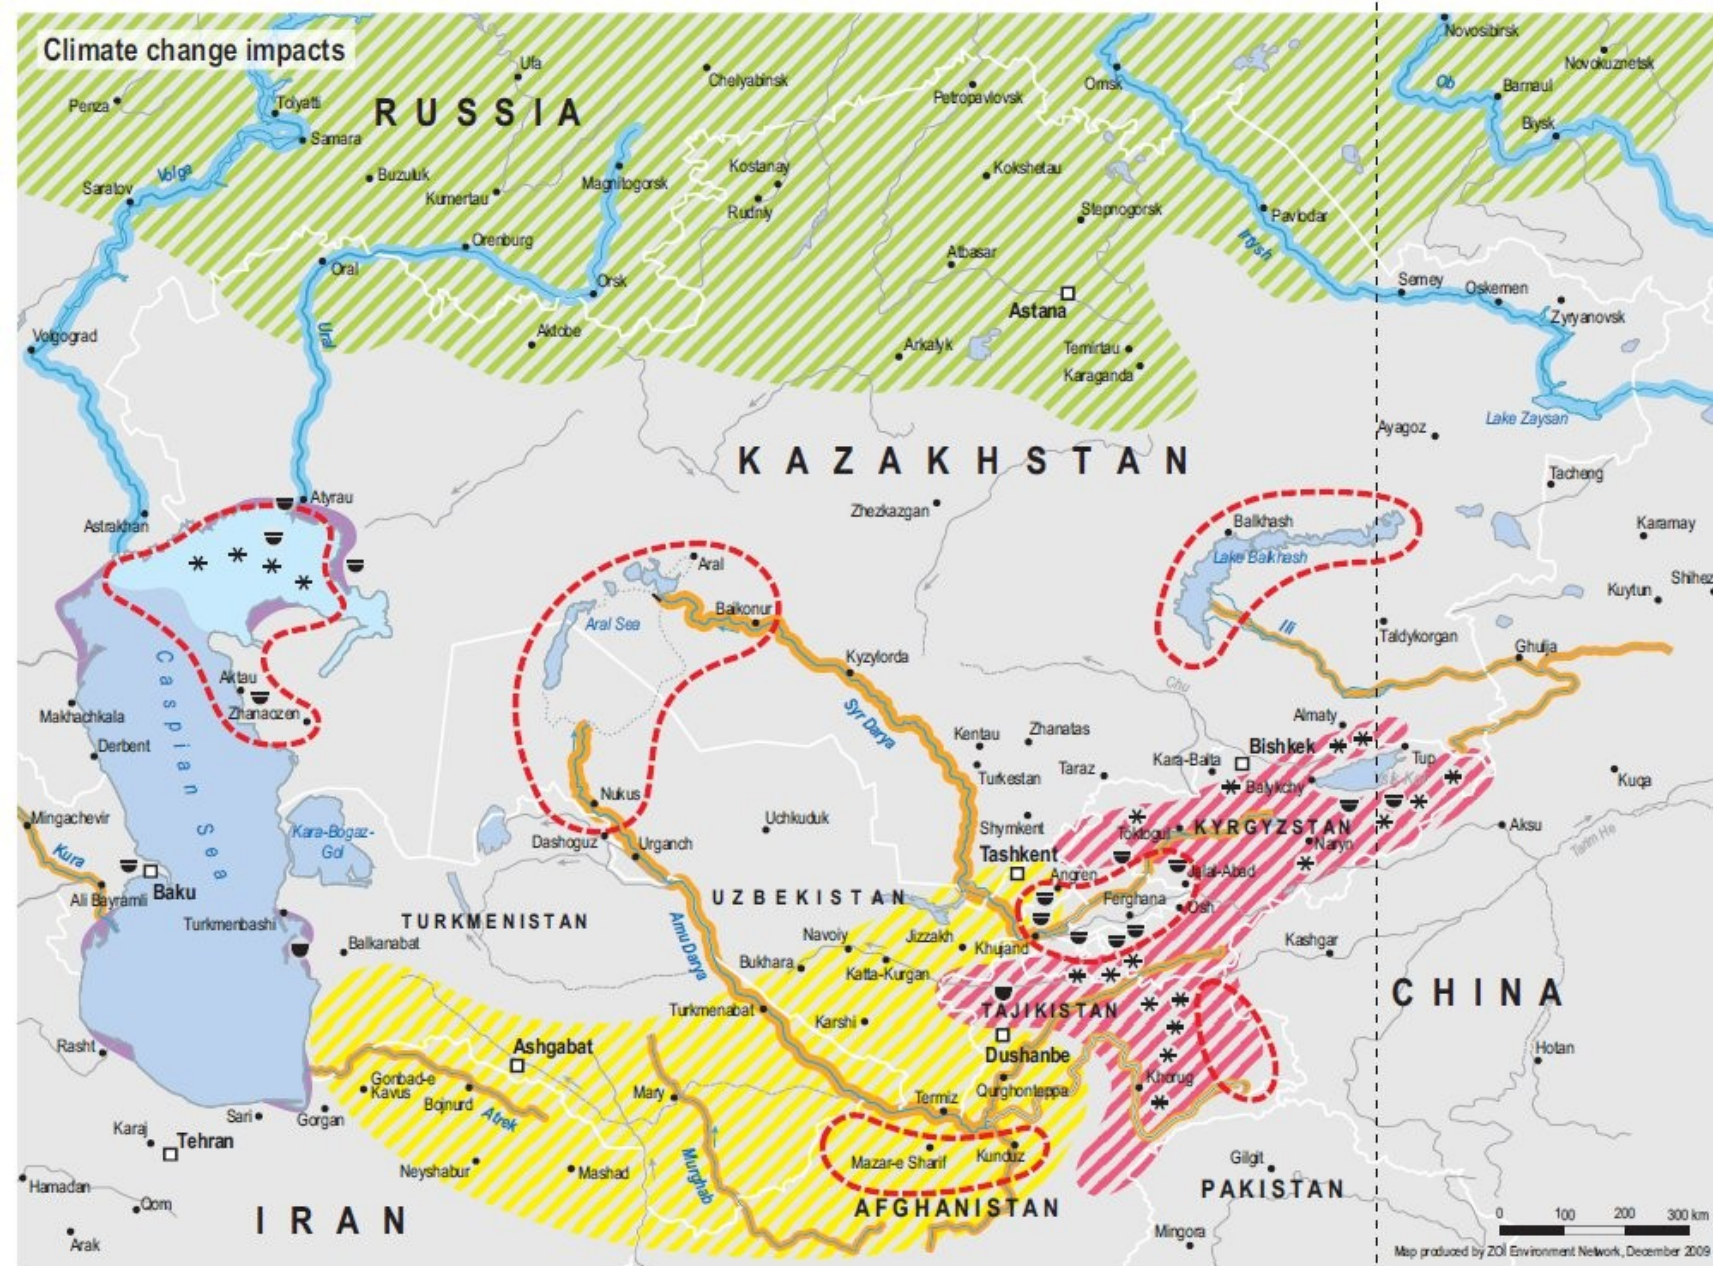 Climate change impacts
Novosibirsk
Ufa
Chelyabinsk
Novokuznetsk
Penza
Tolyatti
RUSSIA
Petropavlovsk
Omsk
Ob
Barnaul
Biysk
Samara
Volga
Buzuluk
Saratov
Kumertau
Magnitogorsk
Kostanay
Rudniy
Kokshetau
Stepnogorsk
Pavlodar
Irtysh
Orenburg
Oral
Orsk
Atbasar
Astana
Semey
Oskemen
Zyryanovsk
Volgograd
Ural
Aktobe
Arkalyk
Temirtau
Karaganda
Lake Zaysan
Ayagoz
KAZAKHSTAN
Tacheng
Zhezkazgan
Atyrau
Astrakhan
Balkhash
Lake Balkhash
Karamay
Aral
Kuytun
Shihez
Baikonur
Aral Sea
Ili
Taldykorgan
Ghulja
Kyzylorda
Caspian Sea
Aktau
Zhanaozen
Chu
Makhachkala
Derbent
Syr Darya
Kentau
Zhanatas
Almaty
Bishkek
Kara-Balta
Tup
Turkestan
Taraz
Balykchy
Kuqa
Nukus
Mingachevir
Kara-Bogaz-
Gol
Uchkuduk
Shymkent
Toktogul
KYRGYZSTAN
Aksu
Tarim He
Dashoguz
Urganch
Naryn
Kura
Tashkent
Angren
Jalal-Abad
Baku
Ali Bayramli
UZBEKISTAN
Ferghana
Osh
Turkmenbashi
TURKMENISTAN
Balkanabat
Amu Darya
Navoiy
Jizzakh
Khujand
Kashgar
Bukhara
Katta-Kurgan
CHINA
Turkmenabat
Karshi
TAJIKISTAN
Rasht
Ashgabat
Dushanbe
Hotan
Gonbad-e
Kavus
Bojnurd
Mary
Qurghonteppa
Khorug
Sari
Gorgan
Atrek
Termiz
Karaj
Tehran
Neyshabur
Mashad
Murghab
Mazar-e Sharif
Kunduz
Gilgit
Hamadan
Qom
IRAN
AFGHANISTAN
PAKISTAN
Arak
Mingora
0 100 200 300 km
Map produced by ZOÏ Environment Network, December 2009